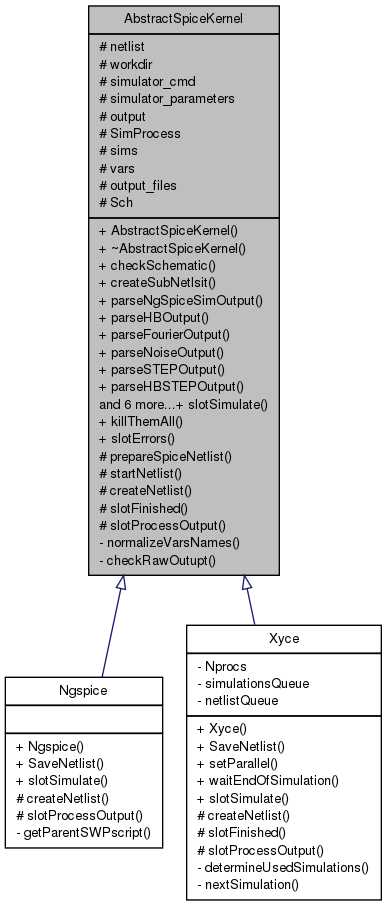 AbstractSpiceKernel
# netlist
# workdir
# simulator_cmd
# simulator_parameters
# output
# SimProcess
# sims
# vars
# output_files
# Sch
+ AbstractSpiceKernel()
+ ~AbstractSpiceKernel()
+ checkSchematic()
+ createSubNetlsit()
+ parseNgSpiceSimOutput()
+ parseHBOutput()
+ parseFourierOutput()
+ parseNoiseOutput()
+ parseSTEPOutput()
+ parseHBSTEPOutput()
and 6 more...+ slotSimulate()
+ killThemAll()
+ slotErrors()
# prepareSpiceNetlist()
# startNetlist()
# createNetlist()
# slotFinished()
# slotProcessOutput()
- normalizeVarsNames()
- checkRawOutupt()
Ngspice
+ Ngspice()
+ SaveNetlist()
+ slotSimulate()
# createNetlist()
# slotProcessOutput()
- getParentSWPscript()
Xyce
- Nprocs
- simulationsQueue
- netlistQueue
+ Xyce()
+ SaveNetlist()
+ setParallel()
+ waitEndOfSimulation()
+ slotSimulate()
# createNetlist()
# slotFinished()
# slotProcessOutput()
- determineUsedSimulations()
- nextSimulation()